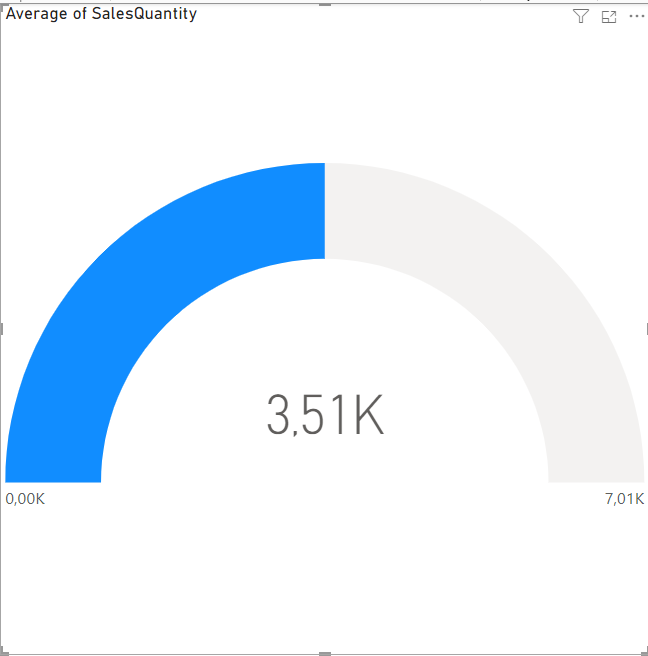 Average of SalesQuantity
3,51K
0,00K
7,01K